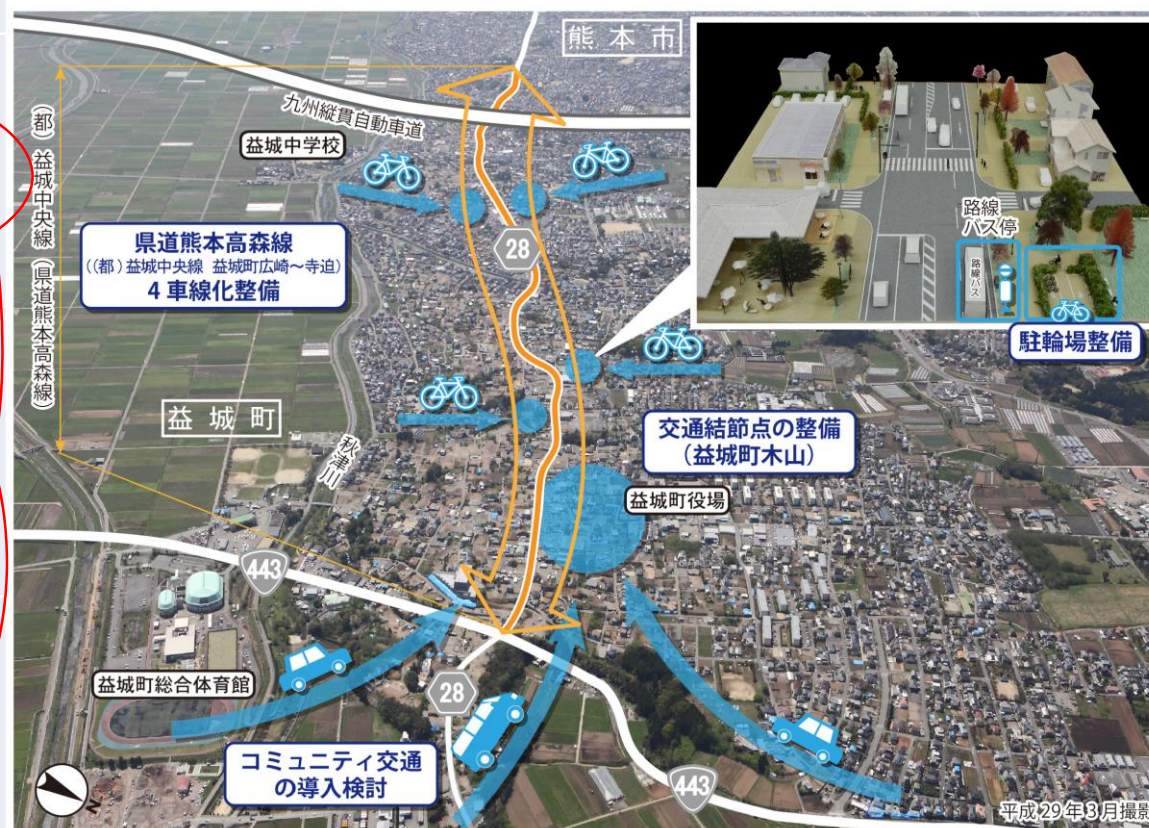 熊本市
九州縦貫自動車道
益城中学校
(都)益城中央線(県道熊本高森線)
県道熊本高森線
((都)益城中央線 益城町広崎～寺迫)
4車線化整備
28
路線
バス停
路線バス
駐輪場整備
益城町
秋津川
交通結節点の整備
(益城町木山)
益城町役場
443
益城町総合体育館
28
コミュニティ交通
の導入検討
443
N
平成29年3月撮影